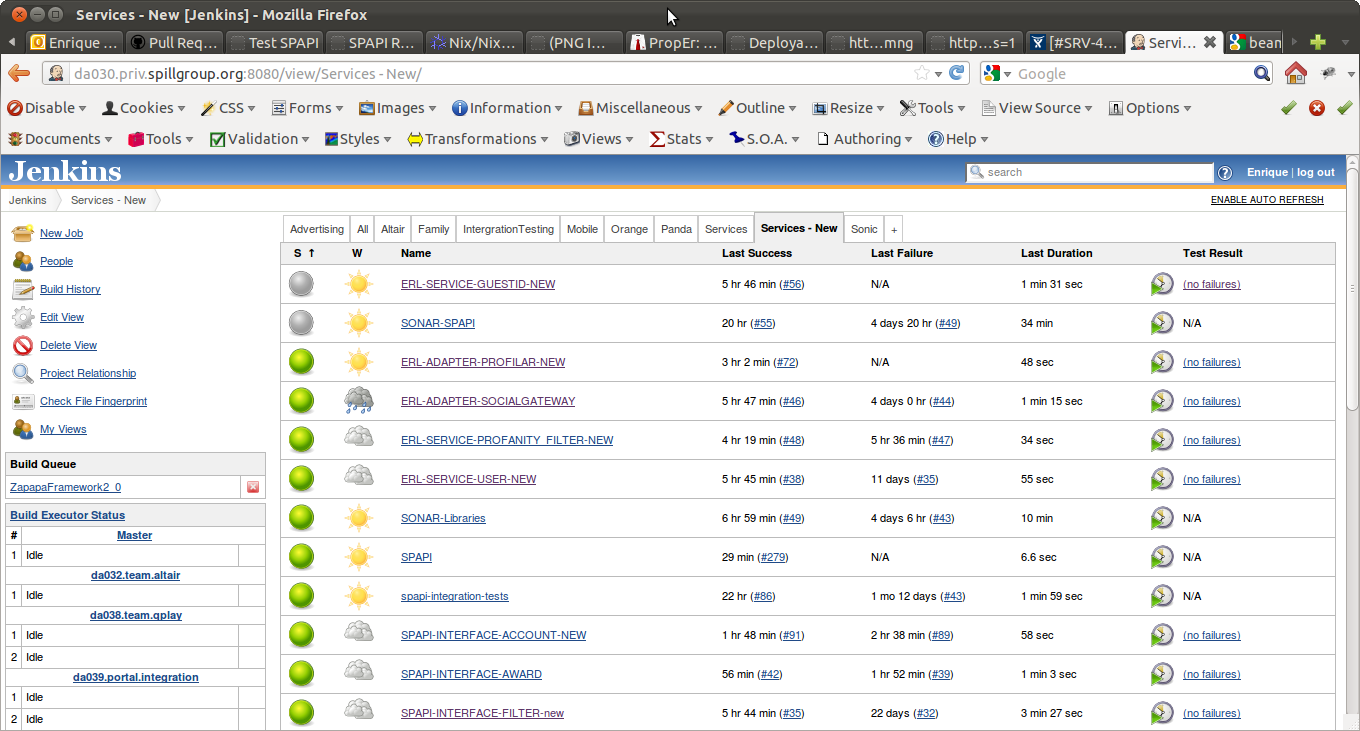 Services - New [Jenkins] - Mozilla Firefox
Enrique ... Pull Req... Test SPAPI SPAPI R... Nix/Nix... (PNG I... PropEr: ... Deploya... htt...mng http...s=1 [#SRV-4... Servi... bean
da030.priv.spillgroup.org:8080/view/Services - New/ Google
Disable Cookies CSS Forms Images Information Miscellaneous Outline Resize Tools View Source Options
Documents Tools Validation Styles Transformations Views Stats S.O.A. Authoring Help
Jenkins search Enrique | log out
Jenkins Services - New ENABLE AUTO REFRESH
New Job
People
Build History
Edit View
Delete View
Project Relationship
Check File Fingerprint
My Views
Build Queue
ZapapaFramework2_0
Build Executor Status
# Master
1 Idle
da032.team.altair
1 Idle
da038.team.qplay
1 Idle
2 Idle
da039.portal.integration
1 Idle
2 Idle
Advertising All Altair Family IntergrationTesting Mobile Orange Panda Services Services - New Sonic +
S ↑ W Name Last Success Last Failure Last Duration Test Result
ERL-SERVICE-GUESTID-NEW 5 hr 46 min (#56) N/A 1 min 31 sec (no failures)
SONAR-SPAPI 20 hr (#55) 4 days 20 hr (#49) 34 min N/A
ERL-ADAPTER-PROFILAR-NEW 3 hr 2 min (#72) N/A 48 sec (no failures)
ERL-ADAPTER-SOCIALGATEWAY 5 hr 47 min (#46) 4 days 0 hr (#44) 1 min 15 sec (no failures)
ERL-SERVICE-PROFANITY_FILTER-NEW 4 hr 19 min (#48) 5 hr 36 min (#47) 34 sec (no failures)
ERL-SERVICE-USER-NEW 5 hr 45 min (#38) 11 days (#35) 55 sec (no failures)
SONAR-Libraries 6 hr 59 min (#49) 4 days 6 hr (#43) 10 min N/A
SPAPI 29 min (#279) N/A 6.6 sec N/A
spapi-integration-tests 22 hr (#86) 1 mo 12 days (#43) 1 min 59 sec N/A
SPAPI-INTERFACE-ACCOUNT-NEW 1 hr 48 min (#91) 2 hr 38 min (#89) 58 sec (no failures)
SPAPI-INTERFACE-AWARD 56 min (#42) 1 hr 52 min (#39) 1 min 3 sec (no failures)
SPAPI-INTERFACE-FILTER-new 5 hr 44 min (#35) 22 days (#32) 3 min 27 sec (no failures)